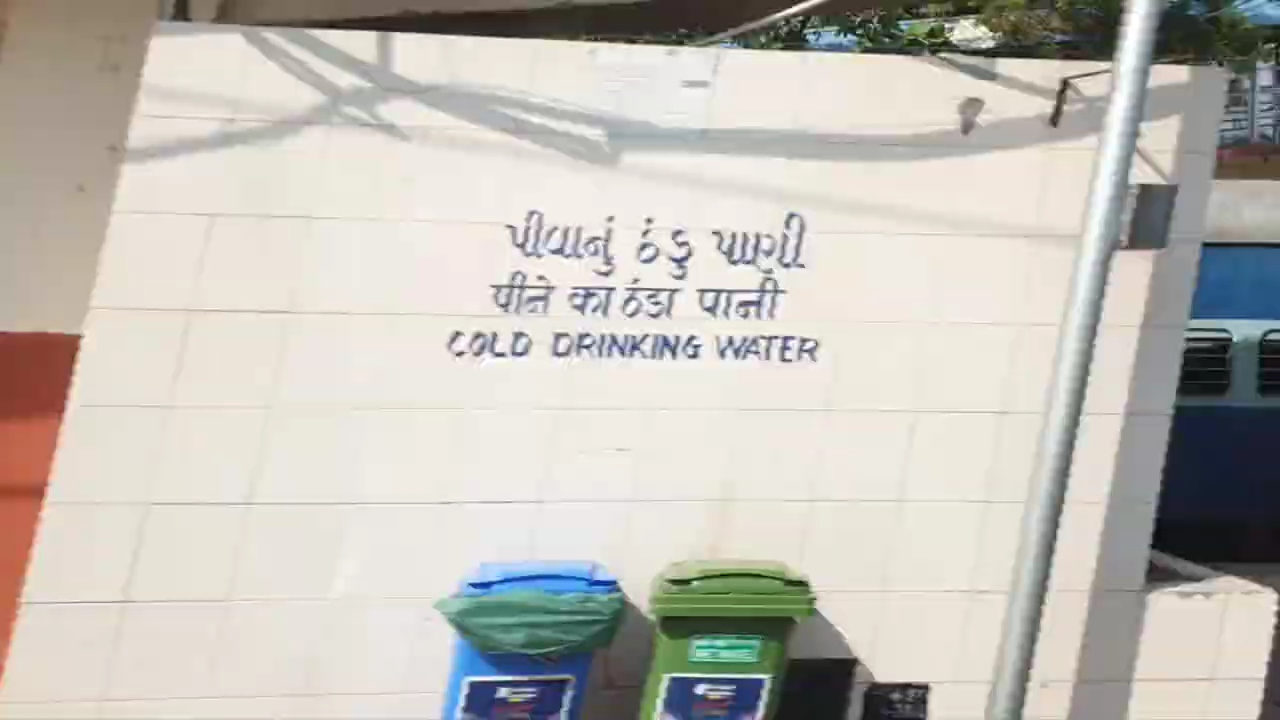 પીવાનું ઠંડુ પાણી
पीने का ठंडा पानी
COLD DRINKING WATER